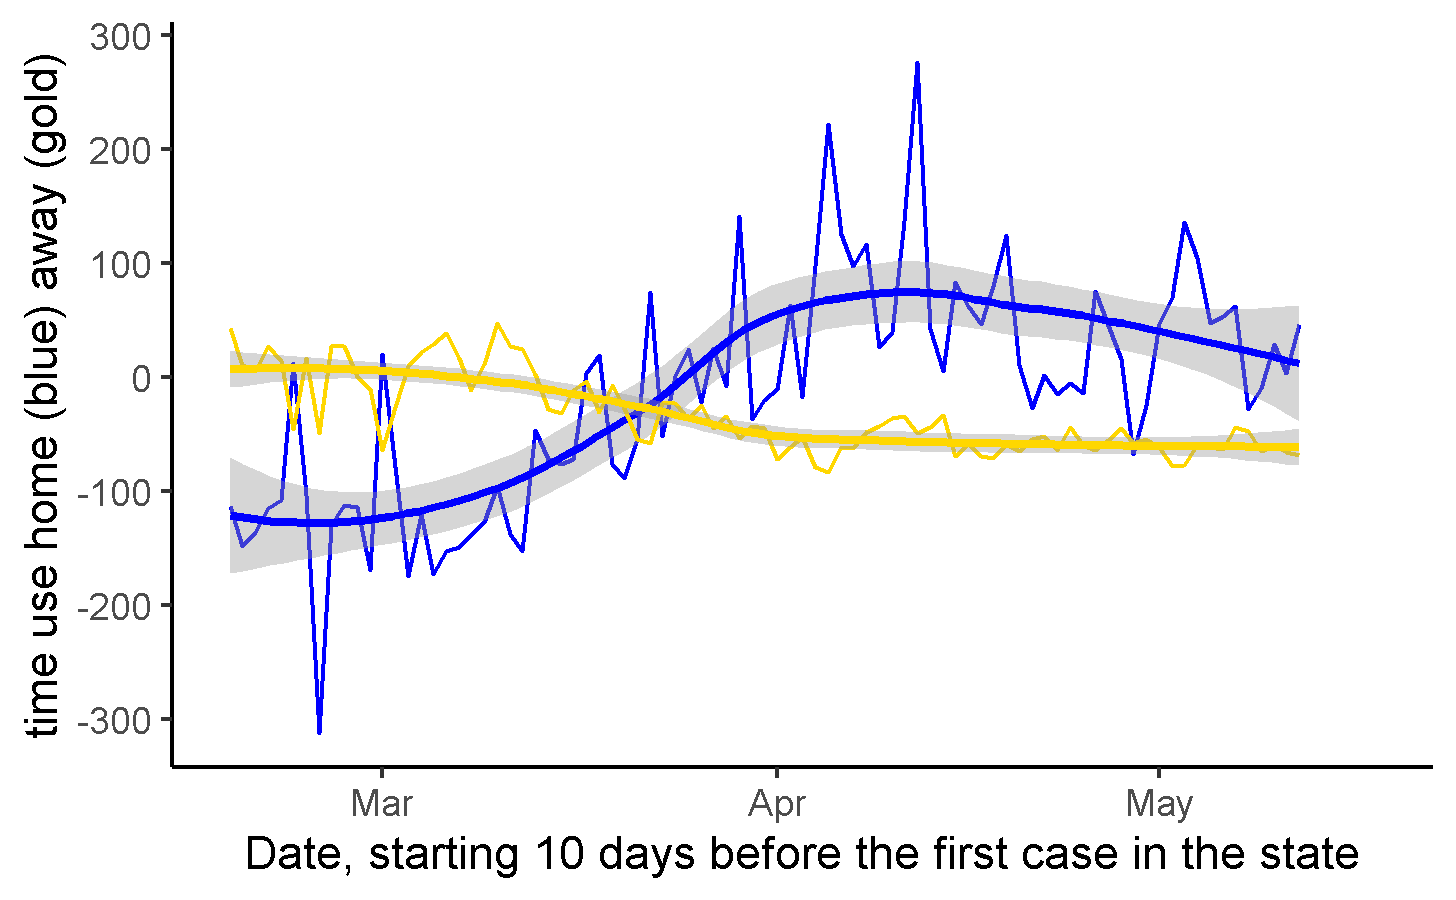 time use home (blue) away (gold)
300
200
100
0
-100
-200
-300
Mar Apr May
Date, starting 10 days before the first case in the state